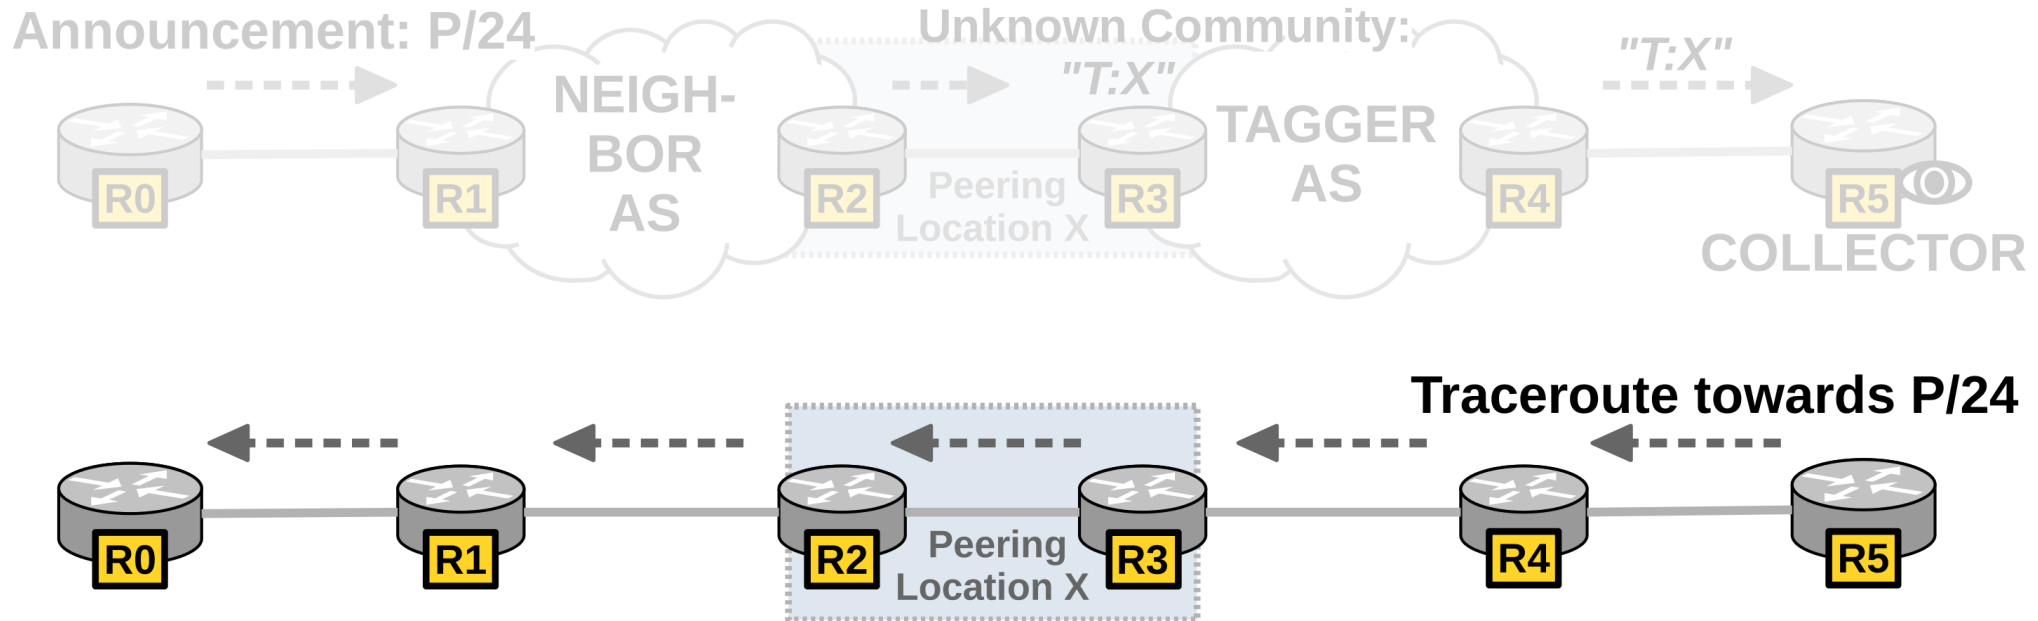 Announcement: P/24
Unknown Community:
"T:X"
"T:X"
NEIGH-
BOR
AS
TAGGER
AS
R0
R1
R2
Peering
Location X
R3
R4
R5
COLLECTOR
Traceroute towards P/24
R0
R1
R2
Peering
Location X
R3
R4
R5